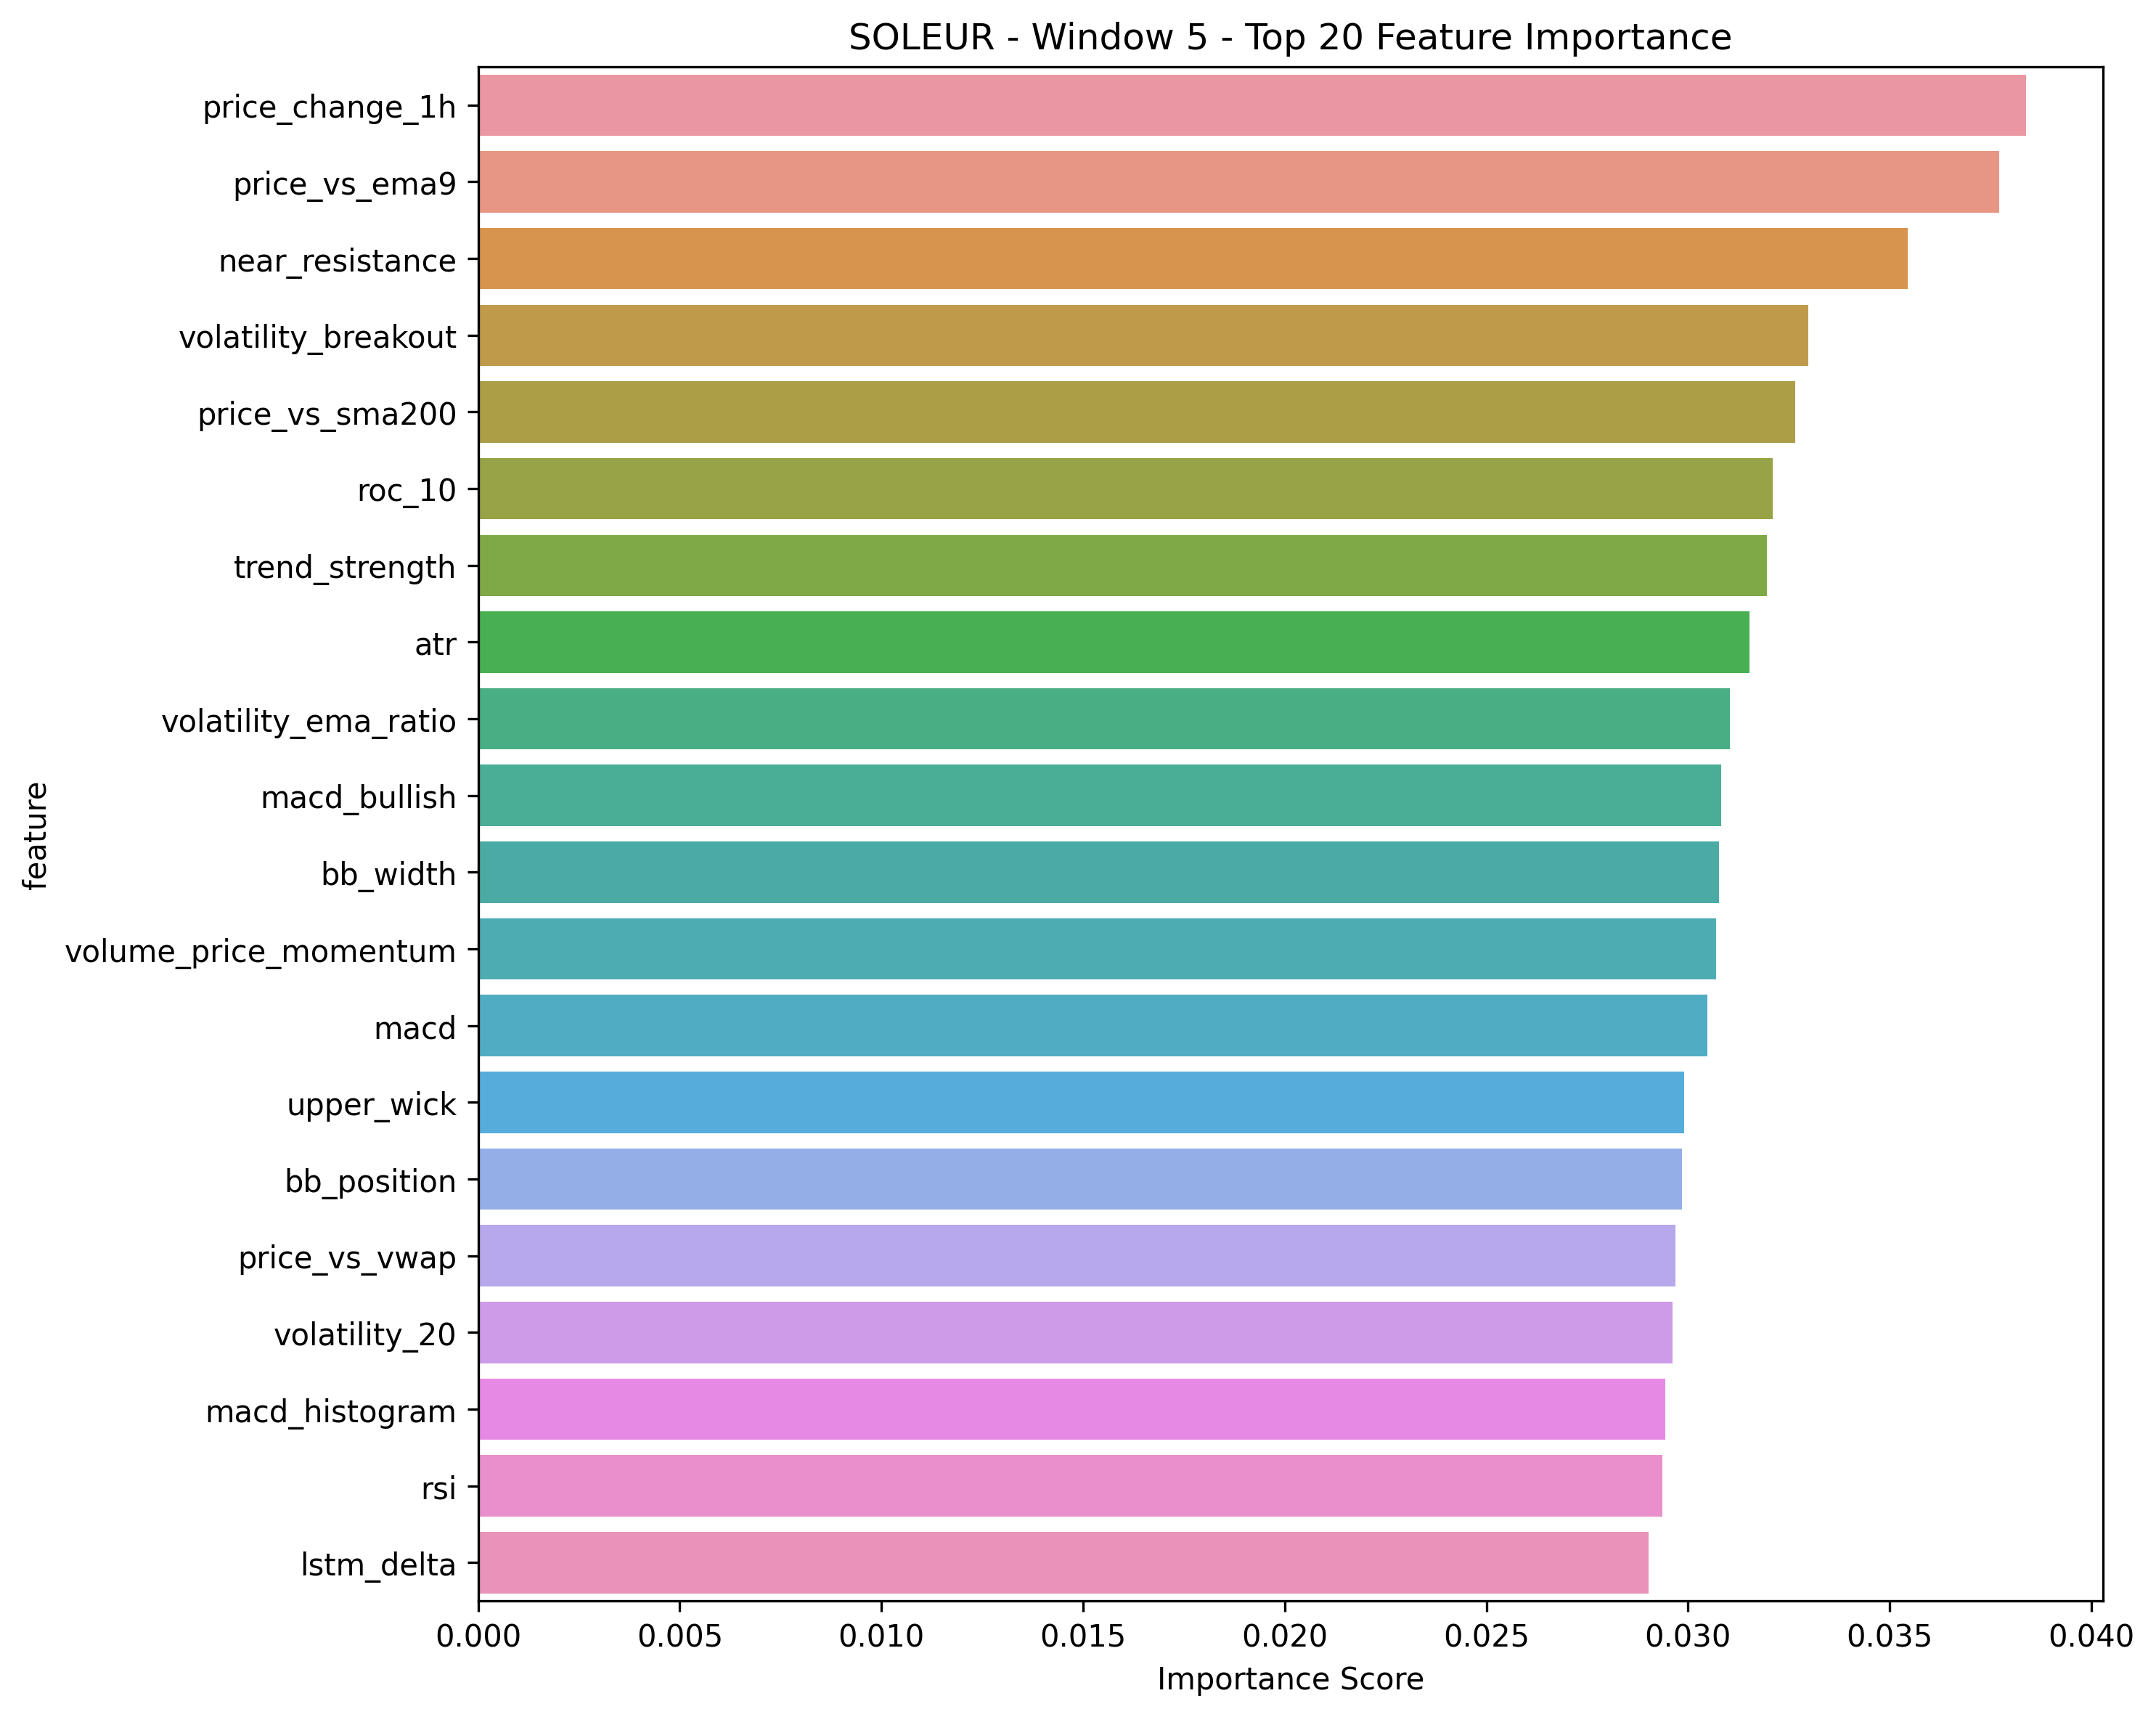 SOLEUR - Window 5 - Top 20 Feature Importance
price_change_1h
price_vs_ema9
near_resistance
volatility_breakout
price_vs_sma200
roc_10
trend_strength
atr
volatility_ema_ratio
macd_bullish
bb_width
volume_price_momentum
macd
upper_wick
bb_position
price_vs_vwap
volatility_20
macd_histogram
rsi
lstm_delta
feature
0.000 0.005 0.010 0.015 0.020 0.025 0.030 0.035 0.040
Importance Score